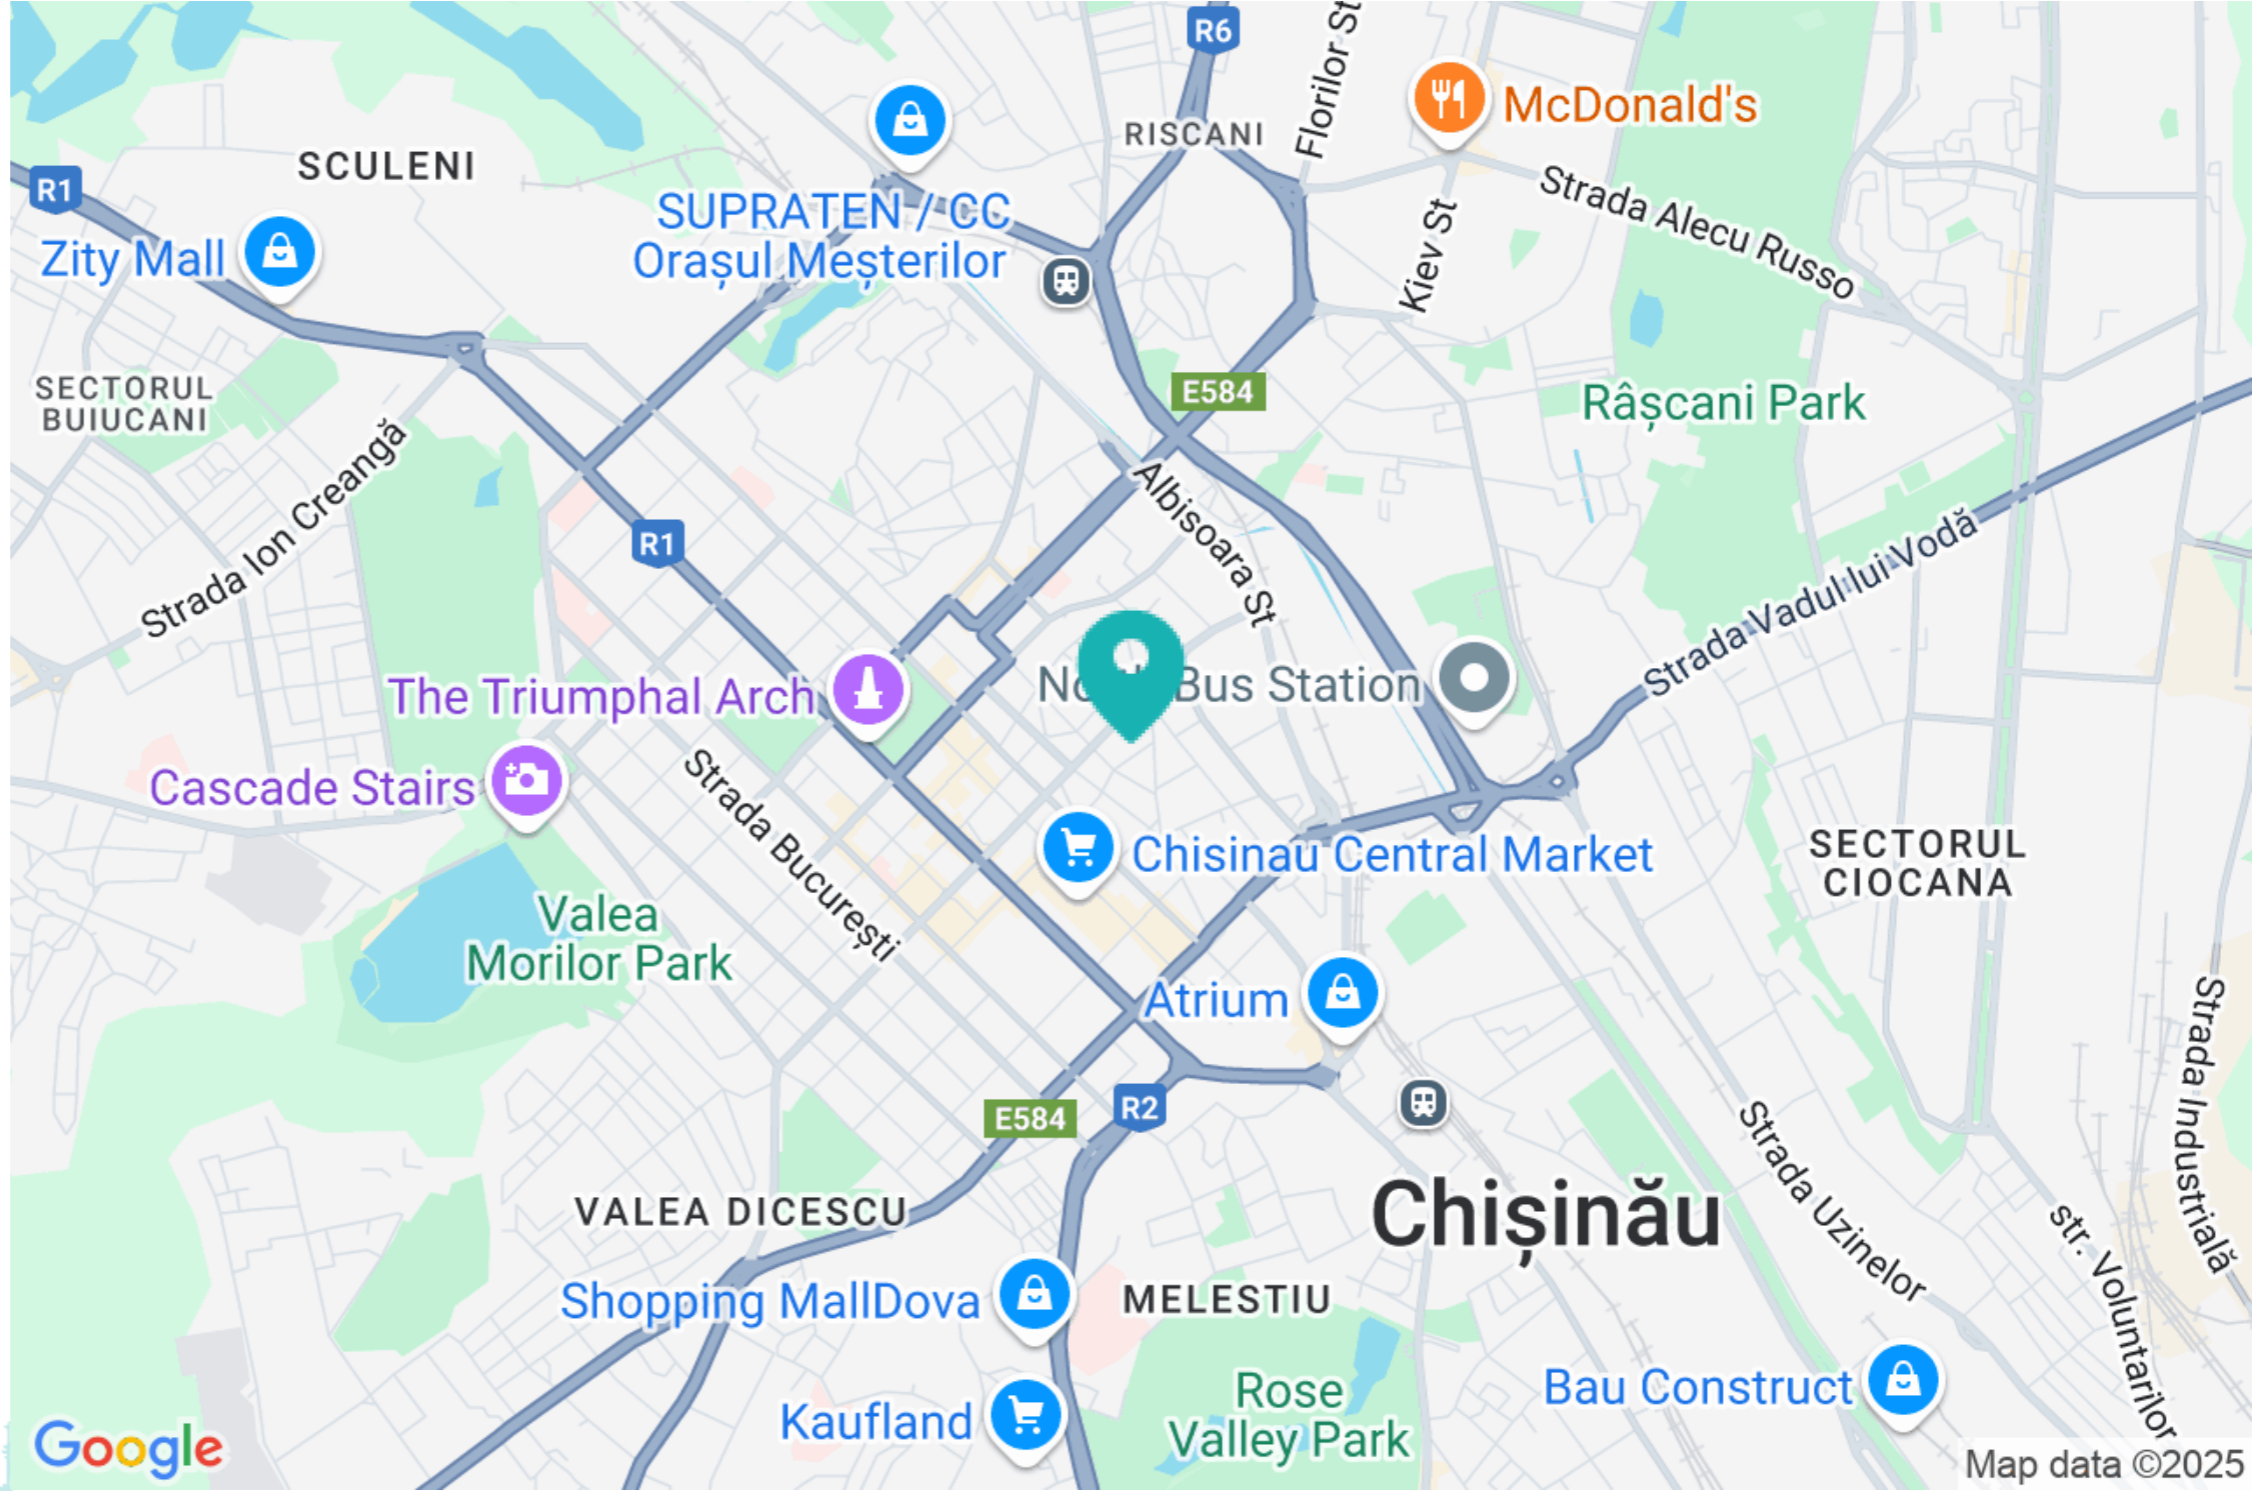 R6
Florilor St
McDonald's
RISCANI
SCULENI
R1
Strada Alecu Russo
SUPRATEN / CC
Orașul Meșterilor
Zity Mall
Kiev St
E584
SECTORUL
BUIUCANI
Râșcani Park
Strada Ion Creangă
Albisoara St
R1
Strada Vadul lui Vodă
Bus Station
The Triumphal Arch
Cascade Stairs
Strada București
Chisinau Central Market
SECTORUL
CIOCANA
Valea
Morilor Park
Atrium
Strada Industrială
E584
R2
Strada Uzinelor
VALEA DICESCU
Chișinău
str. Voluntarilor
Shopping MallDova
MELESTIU
Bau Construct
Rose
Valley Park
Kaufland
Google
Map data ©2025